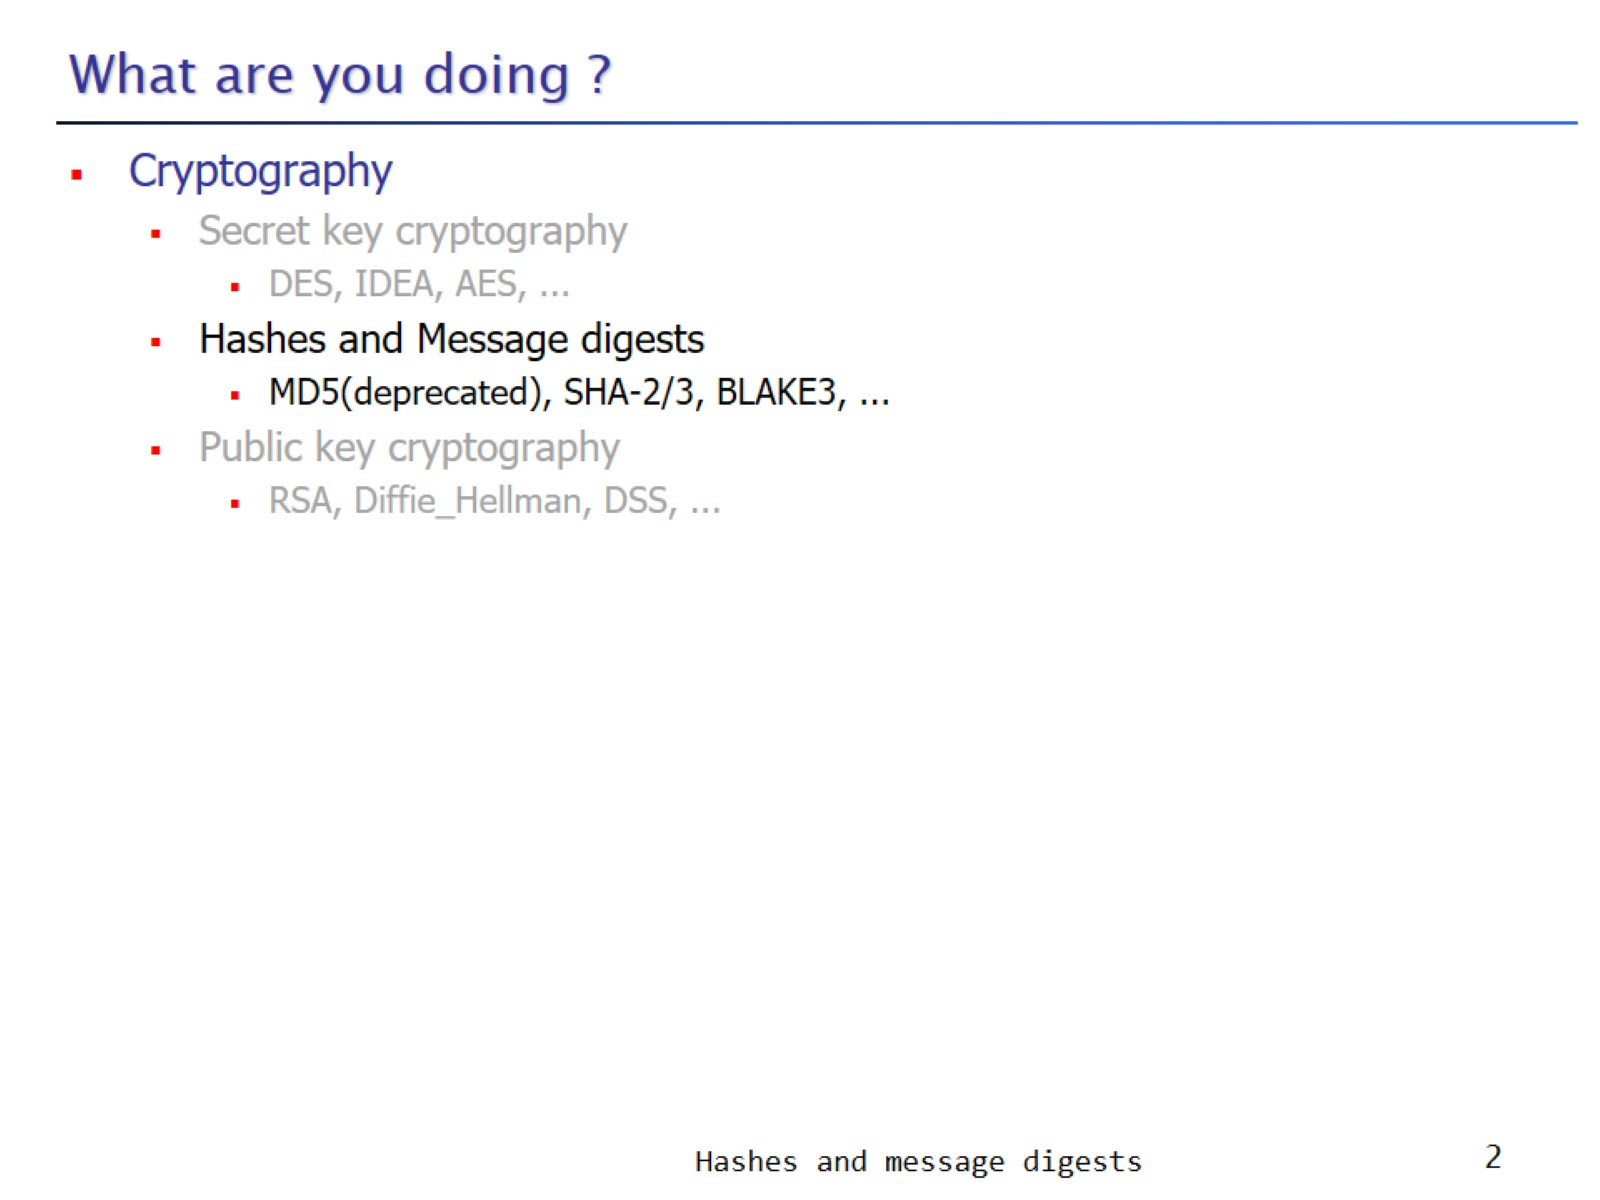 What are you doing ?
Cryptography
Secret key cryptography
DES, IDEA, AES, ...
Hashes and Message digests
MD5(deprecated), SHA-2/3, BLAKE3, ...
Public key cryptography
RSA, Diffie_Hellman, DSS, ...
Hashes and message digests
2